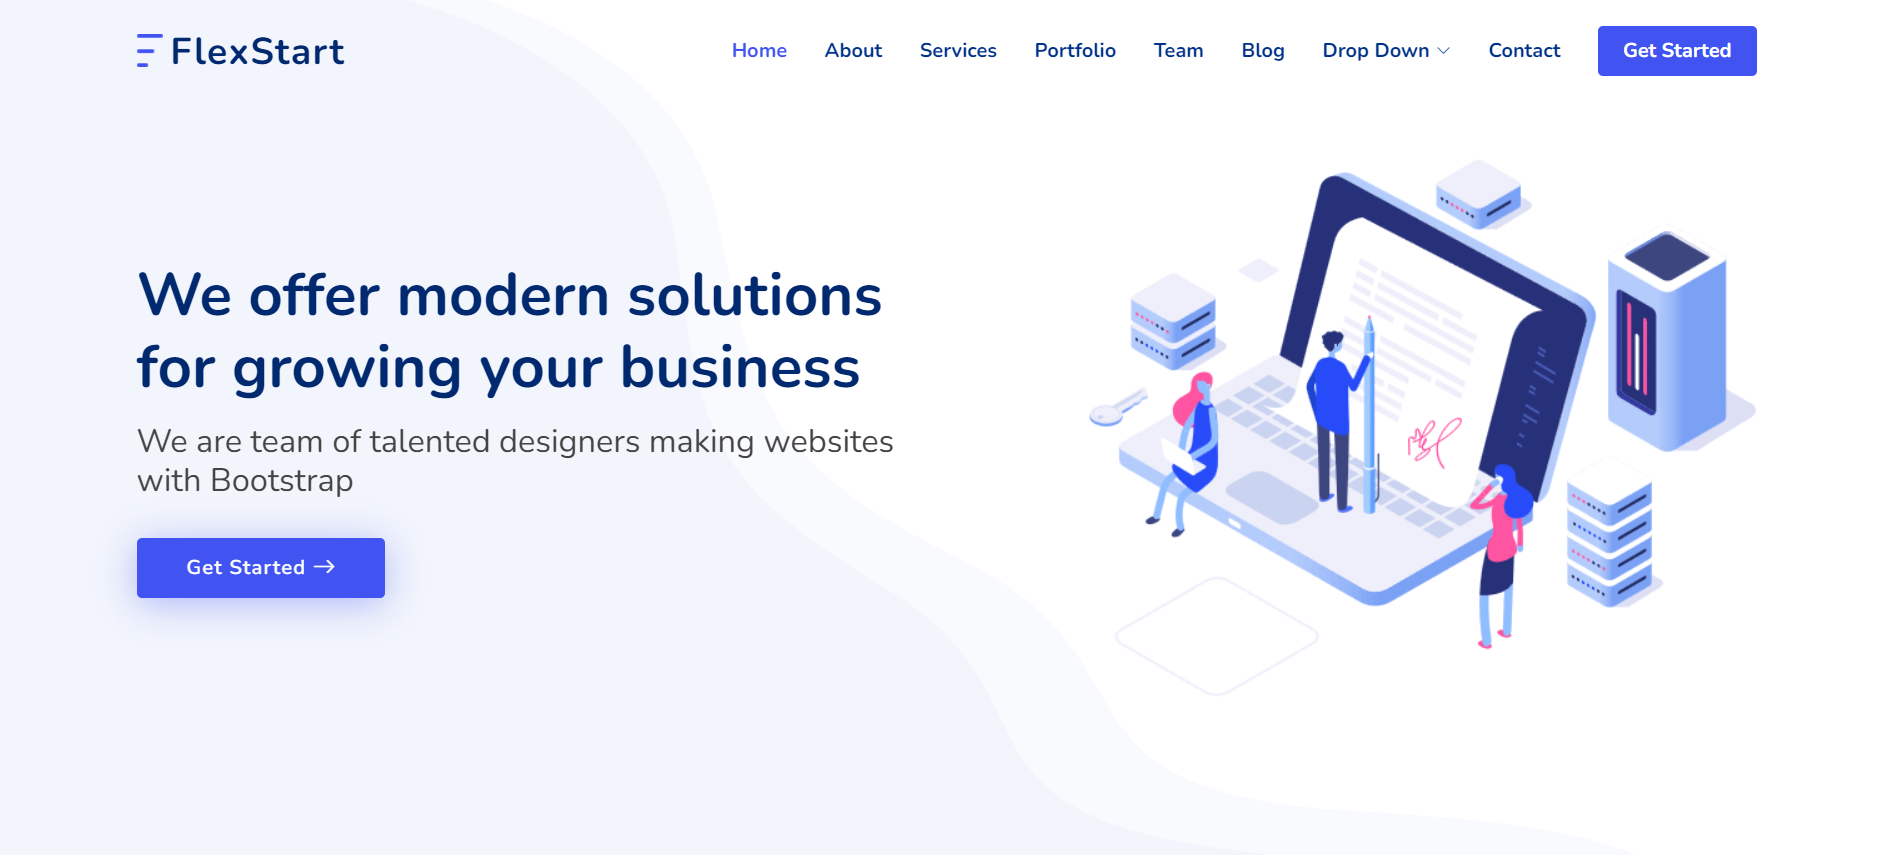 FlexStart
Home About Services Portfolio Team Blog Drop Down Contact Get Started
We offer modern solutions
for growing your business
We are team of talented designers making websites
with Bootstrap
Get Started →